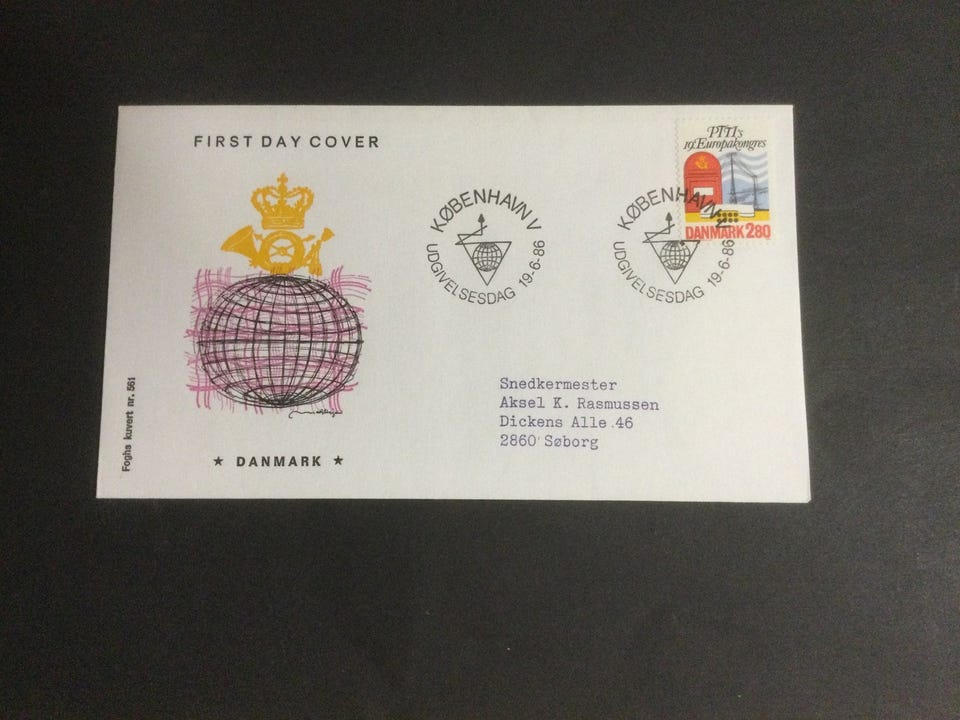 FIRST DAY COVER
PTTI's
19. Europakongres
DANMARK 280
KØBENHAVN V
UDGIVELSESDAG 19-6-86
KØBENHAVN V
UDGIVELSESDAG 19-6-86
Snedkermester
Aksel K. Rasmussen
Dickens Alle 46
2860 Søborg
Foghs kuvert nr. 561
★ DANMARK ★